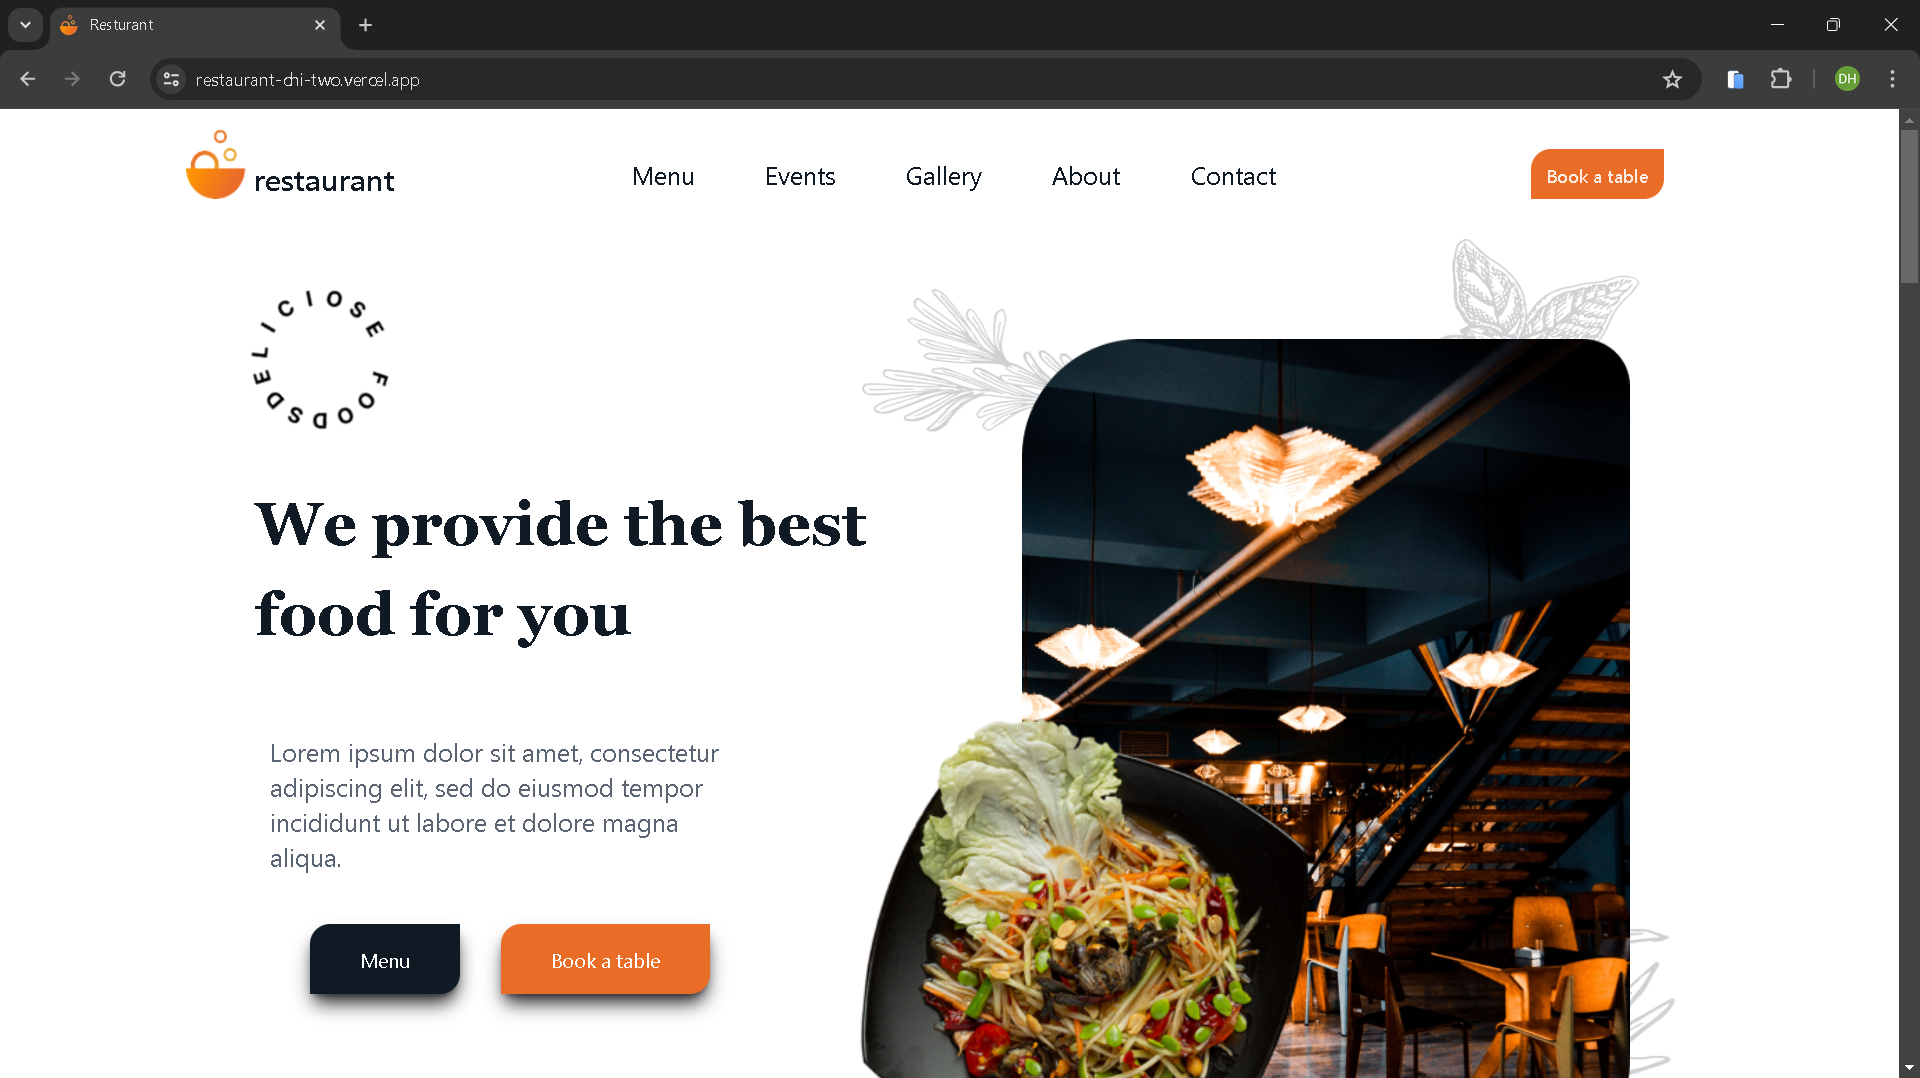 Resturant
restaurant-chi-two.vercel.app
DH
restaurant
Menu
Events
Gallery
About
Contact
Book a table
DELICIOSE FOODS
We provide the best
food for you
Lorem ipsum dolor sit amet, consectetur
adipiscing elit, sed do eiusmod tempor
incididunt ut labore et dolore magna
aliqua.
Menu
Book a table